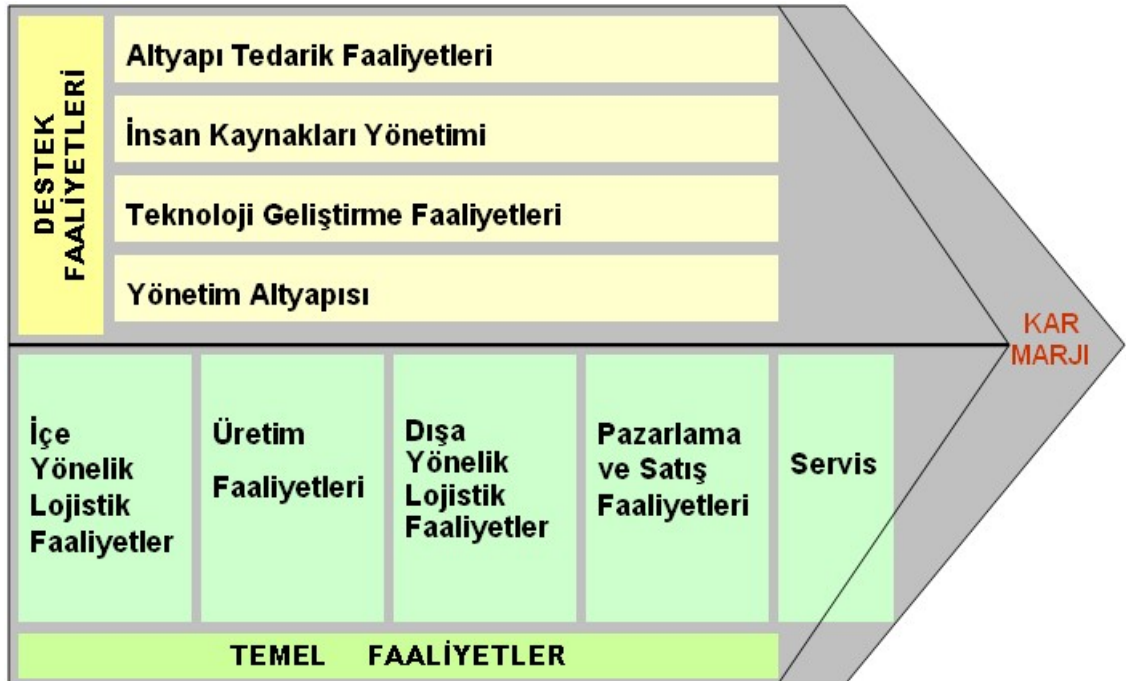 DESTEK
FAALİYETLERİ
Altyapı Tedarik Faaliyetleri
İnsan Kaynakları Yönetimi
Teknoloji Geliştirme Faaliyetleri
Yönetim Altyapısı
KAR
MARJI
İçe
Yönelik
Lojistik
Faaliyetler
Üretim
Faaliyetleri
Dışa
Yönelik
Lojistik
Faaliyetler
Pazarlama
ve Satış
Faaliyetleri
Servis
TEMEL FAALİYETLER